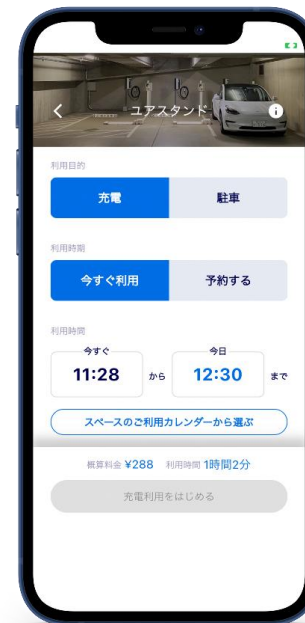 ユアスタンド
利用目的
充電 駐車
利用時期
今すぐ利用 予約する
利用時間
今すぐ 今日
11:28 から 12:30 まで
スペースのご利用カレンダーから選ぶ
概算料金 ¥288 利用時間 1時間2分
充電利用をはじめる